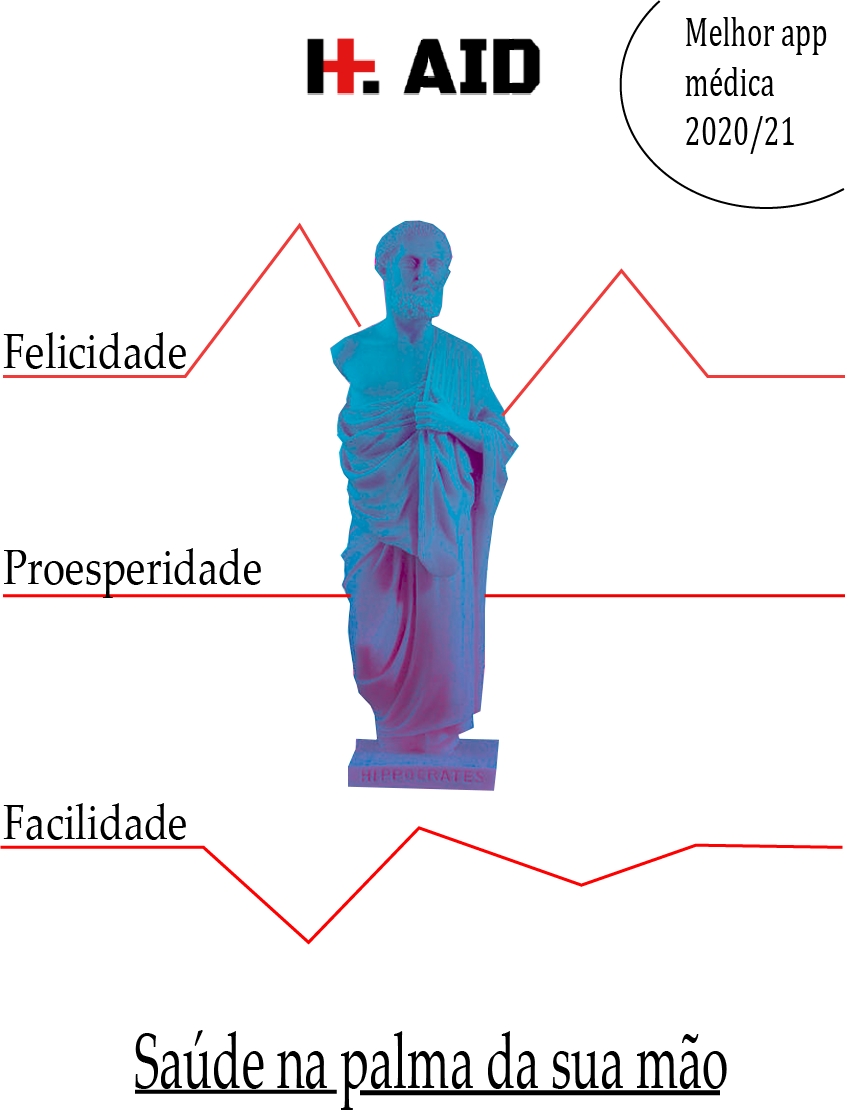 H. AID
Melhor app
médica
2020/21
Felicidade
Proesperidade
HIPPOCRATES
Facilidade
Saúde na palma da sua mão